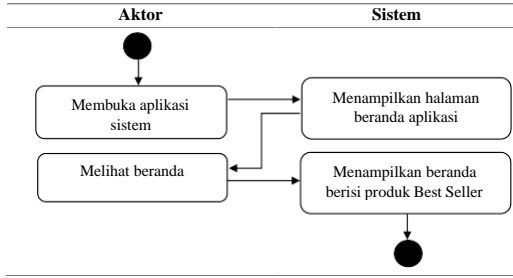 Aktor
Sistem
Membuka aplikasi
sistem
Menampilkan halaman
beranda aplikasi
Melihat beranda
Menampilkan beranda
berisi produk Best Seller